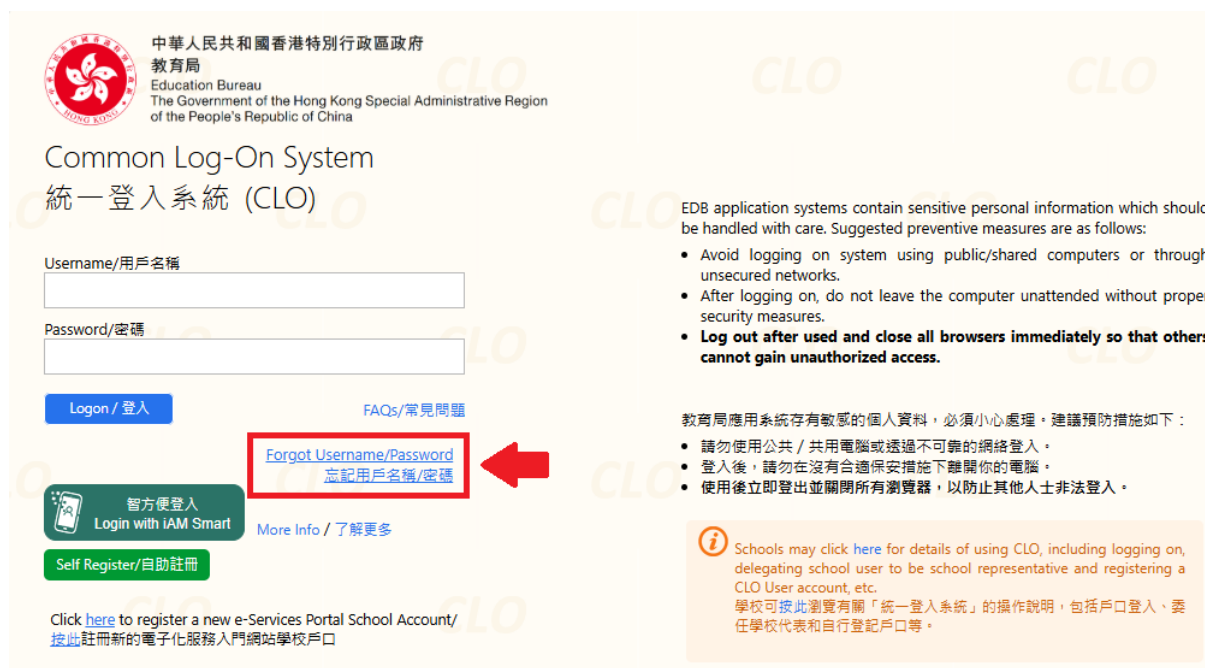 中華人民共和國香港特別行政區政府
教育局
Education Bureau
The Government of the Hong Kong Special Administrative Region
of the People's Republic of China
HONG KONG
CLO
CLO
CLO
Common Log-On System
統一登入系統 (CLO)
CLO
CLO
Username/用戶名稱
Password/密碼
Logon / 登入
FAQs/常見問題
Forgot Username/Password
忘記用戶名稱/密碼
智方便登入
Login with iAM Smart
More Info / 了解更多
Self Register/自助註冊
Click here to register a new e-Services Portal School Account/
按此註冊新的電子化服務入門網站學校戶口
EDB application systems contain sensitive personal information which should
be handled with care. Suggested preventive measures are as follows:
• Avoid logging on system using public/shared computers or through
unsecured networks.
• After logging on, do not leave the computer unattended without proper
security measures.
• Log out after used and close all browsers immediately so that others
cannot gain unauthorized access.
教育局應用系統存有敏感的個人資料，必須小心處理。建議預防措施如下：
• 請勿使用公共 / 共用電腦或透過不可靠的網絡登入。
• 登入後，請勿在沒有合適保安措施下離開你的電腦。
• 使用後立即登出並關閉所有瀏覽器，以防止其他人士非法登入。
Schools may click here for details of using CLO, including logging on,
delegating school user to be school representative and registering a
CLO User account, etc.
學校可按此瀏覽有關「統一登入系統」的操作說明，包括戶口登入、委
任學校代表和自行登記戶口等。